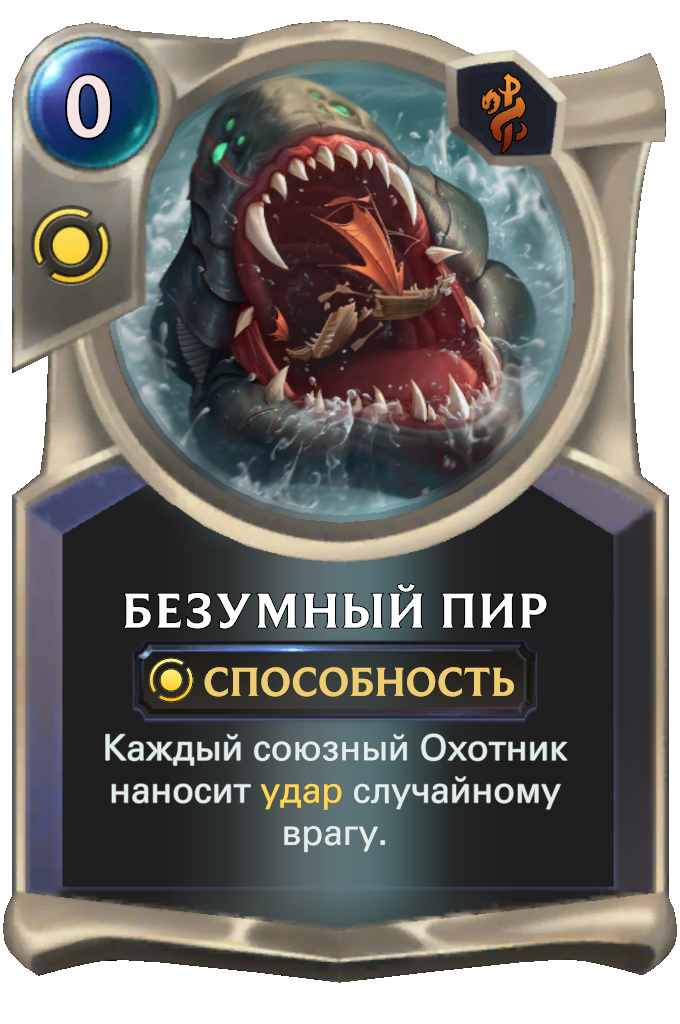 0
БЕЗУМНЫЙ ПИР
СПОСОБНОСТЬ
Каждый союзный Охотник
наносит удар случайному
врагу.